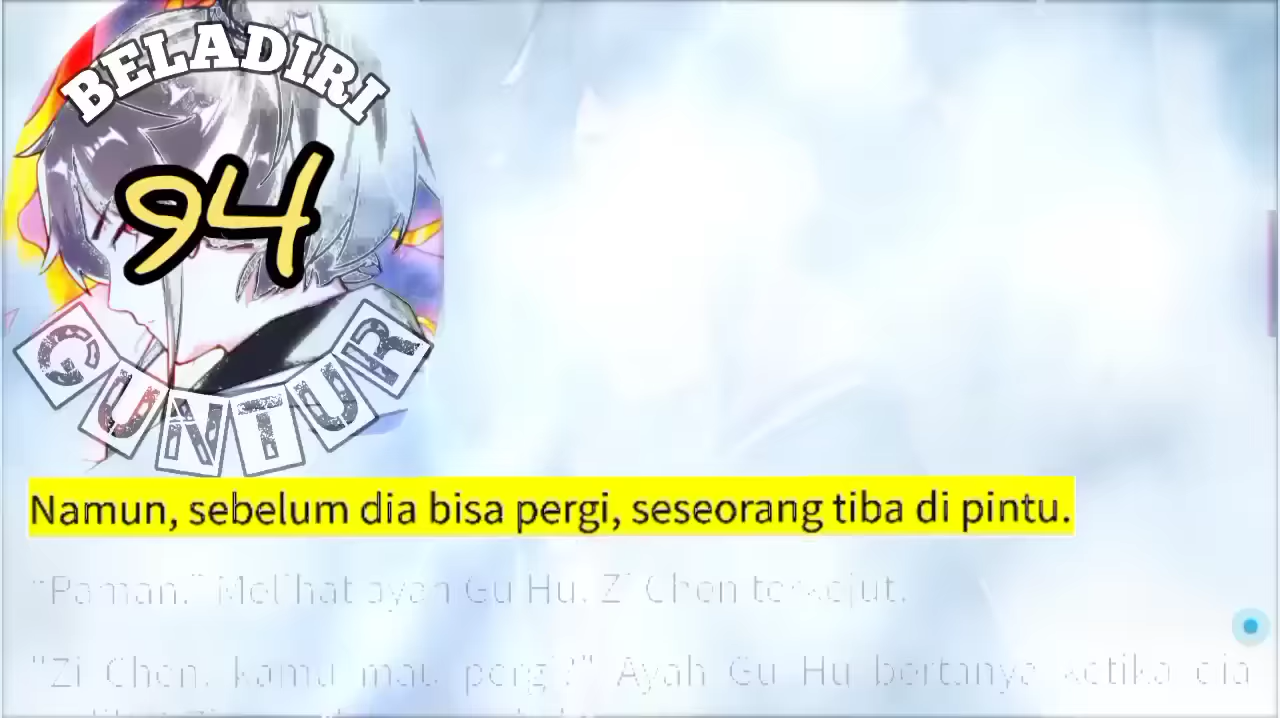 BELADIRI
94
GUNTUR
Namun, sebelum dia bisa pergi, seseorang tiba di pintu.
"Paman." Melihat ayah Gu Hu, Zi Chen terkejut.
"Zi Chen, kamu mau pergi?" Ayah Gu Hu bertanya ketika dia